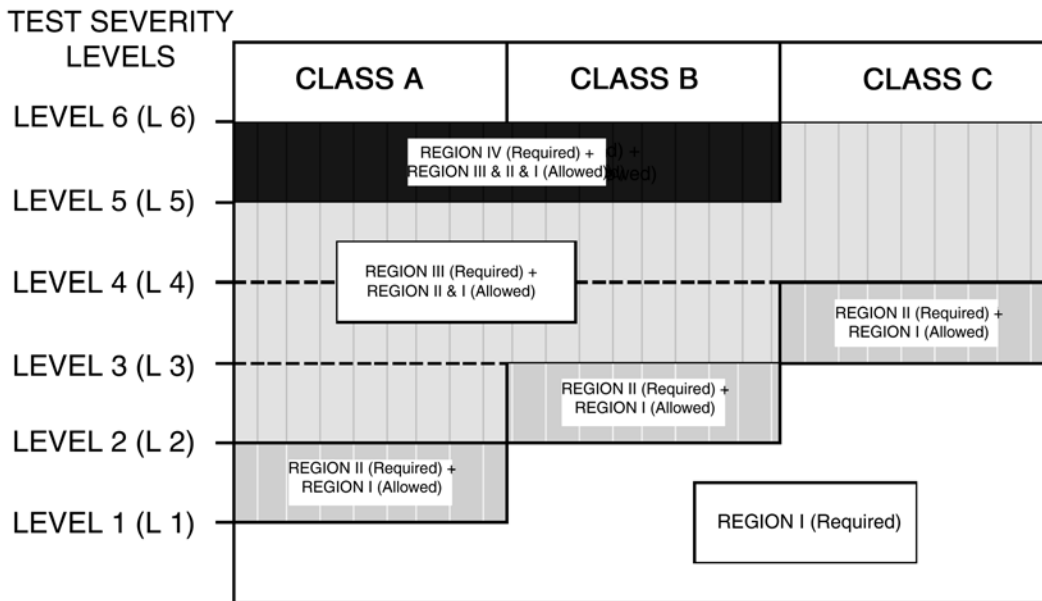 TEST SEVERITY
LEVELS
CLASS A
CLASS B
CLASS C
LEVEL 6 (L 6)
REGION IV (Required) +
REGION III & II & I (Allowed)
LEVEL 5 (L 5)
REGION III (Required) +
REGION II & I (Allowed)
LEVEL 4 (L 4)
REGION II (Required) +
REGION I (Allowed)
LEVEL 3 (L 3)
REGION II (Required) +
REGION I (Allowed)
LEVEL 2 (L 2)
REGION II (Required) +
REGION I (Allowed)
LEVEL 1 (L 1)
REGION I (Required)